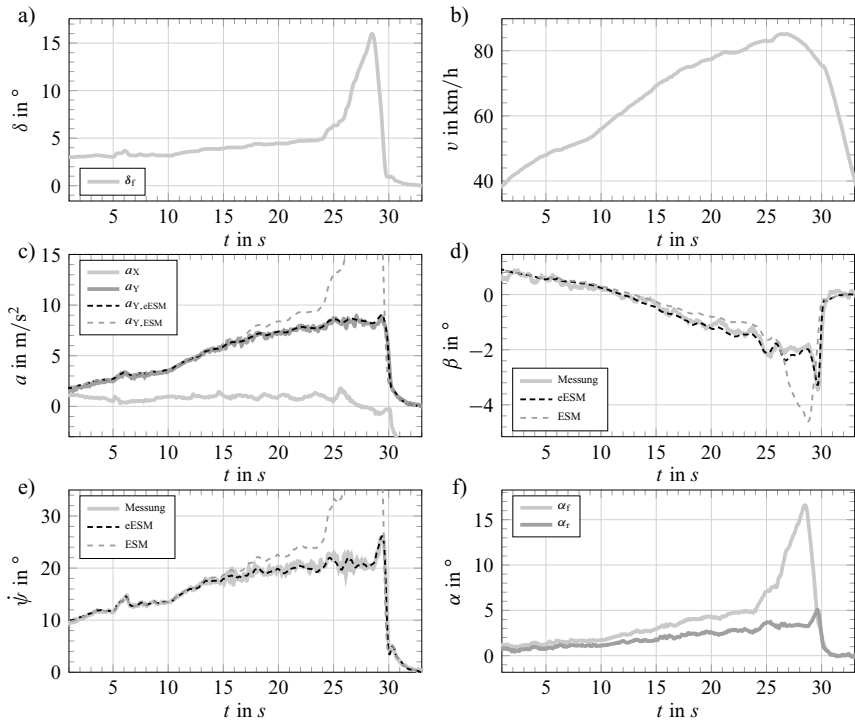 a)
δ in °
15
10
5
0
δf
5 10 15 20 25 30
t in s
b)
v in km/h
80
60
40
5 10 15 20 25 30
t in s
c)
a in m/s²
15
10
5
0
aX
aY
aY,eESM
aY,ESM
5 10 15 20 25 30
t in s
d)
β in °
0
−2
−4
Messung
eESM
ESM
5 10 15 20 25 30
t in s
e)
ψ̇ in °
30
20
10
0
Messung
eESM
ESM
5 10 15 20 25 30
t in s
f)
α in °
15
10
5
0
αf
αr
5 10 15 20 25 30
t in s